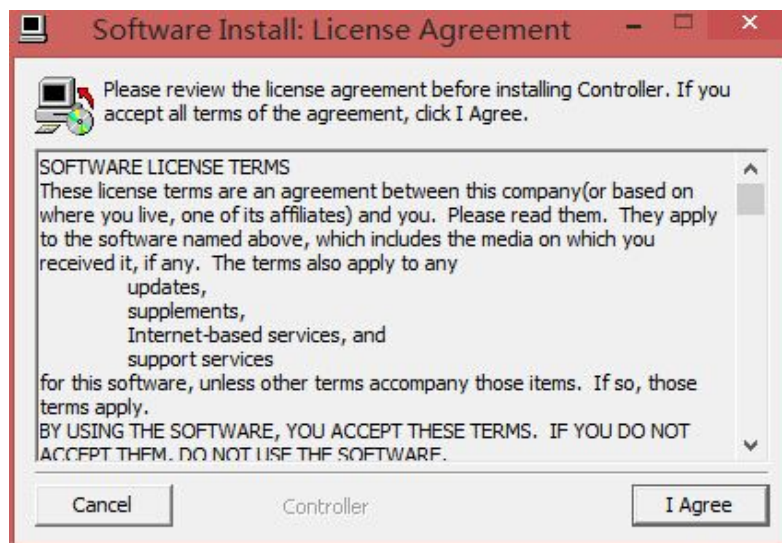 Software Install: License Agreement
Please review the license agreement before installing Controller. If you
accept all terms of the agreement, click I Agree.
SOFTWARE LICENSE TERMS
These license terms are an agreement between this company(or based on
where you live, one of its affiliates) and you.  Please read them.  They apply
to the software named above, which includes the media on which you
received it, if any.  The terms also apply to any
updates,
supplements,
Internet-based services, and
support services
for this software, unless other terms accompany those items.  If so, those
terms apply.
BY USING THE SOFTWARE, YOU ACCEPT THESE TERMS.  IF YOU DO NOT
ACCEPT THEM, DO NOT USE THE SOFTWARE.
Cancel
Controller
I Agree